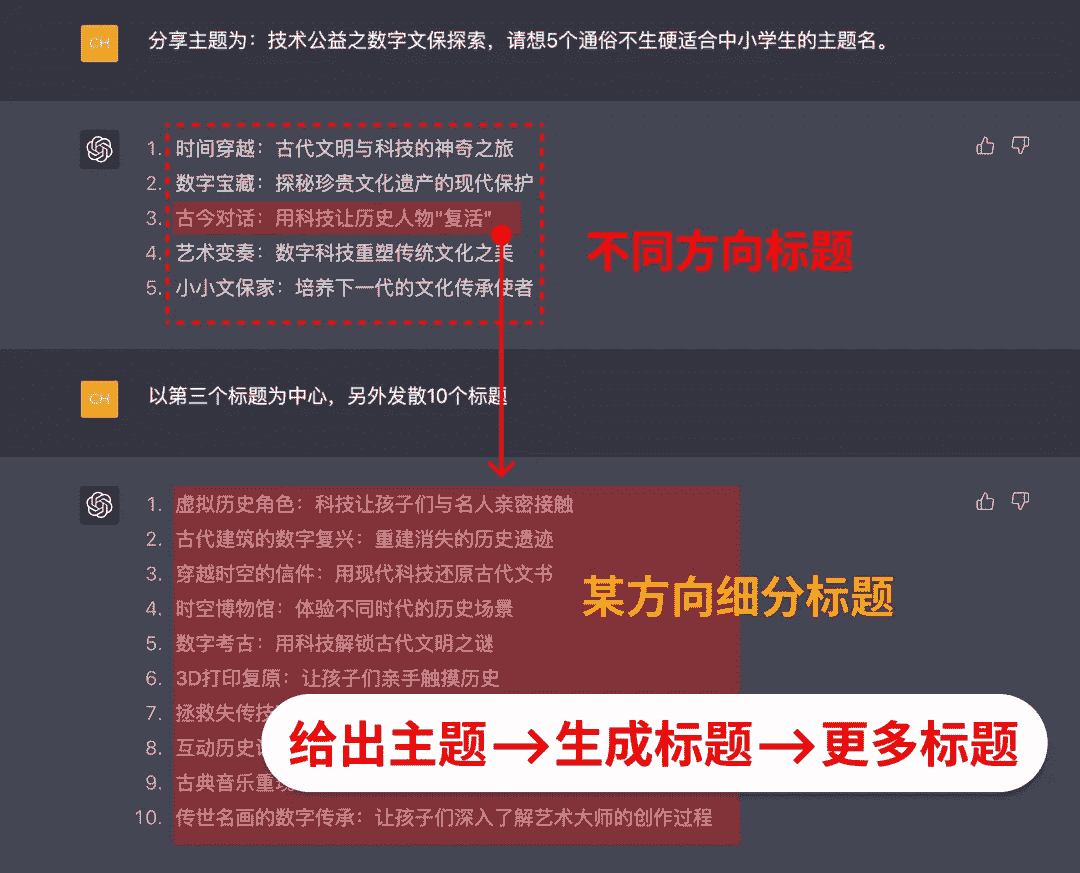 CH
分享主题为：技术公益之数字文保探索，请想5个通俗不生硬适合中小学生的主题名。
1. 时间穿越：古代文明与科技的神奇之旅
2. 数字宝藏：探秘珍贵文化遗产的现代保护
3. 古今对话：用科技让历史人物"复活"
4. 艺术变奏：数字科技重塑传统文化之美
5. 小小文保家：培养下一代的文化传承使者
不同方向标题
CH
以第三个标题为中心，另外发散10个标题
1. 虚拟历史角色：科技让孩子们与名人亲密接触
2. 古代建筑的数字复兴：重建消失的历史遗迹
3. 穿越时空的信件：用现代科技还原古代文书
4. 时空博物馆：体验不同时代的历史场景
5. 数字考古：用科技解锁古代文明之谜
6. 3D打印复原：让孩子们亲手触摸历史
7. 拯救失传技
8. 互动历史
9. 古典音乐重现
10. 传世名画的数字传承：让孩子们深入了解艺术大师的创作过程
某方向细分标题
给出主题→生成标题→更多标题